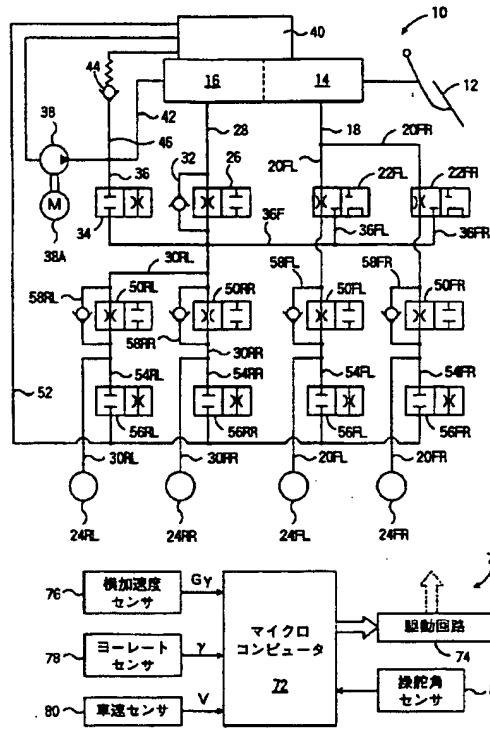 40
10
44
16
14
12
42
38
46
28
18
20FR
32
26
20FL
22FL
22FR
36
M
34
36F
36FL
36FR
38A
30RL
58FL
58FR
58RL
50RL
50RR
50FL
50FR
58RR
30RR
54RL
54RR
54FL
54FR
52
56RL
56RR
56FL
56FR
30RL
30RR
20FL
20FR
24RL
24RR
24FL
24FR
76
横加速度
センサ
Gy
78
ヨーレート
センサ
γ
80
車速センサ
V
マイクロ
コンピュータ
72
駆動回路
74
操舵角
センサ